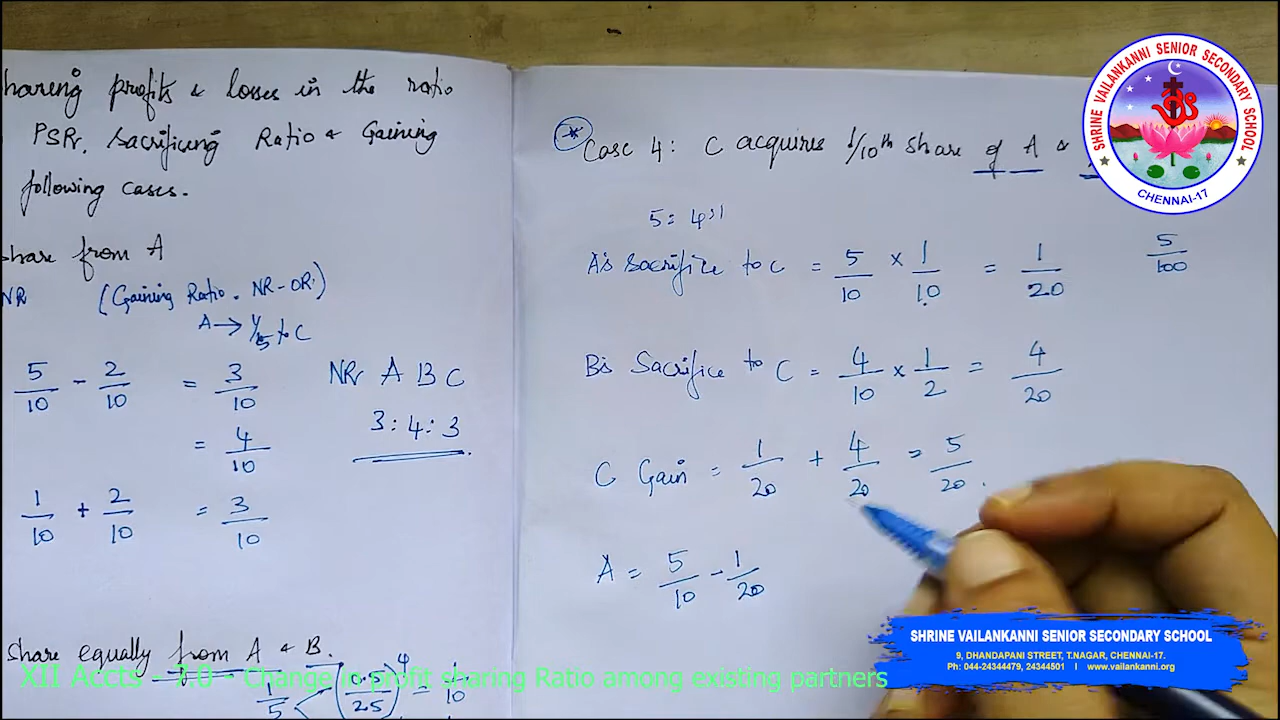 sharing profits & losses in the ratio
PSR, Sacrificing Ratio & Gaining
following cases.
share from A
NR (Gaining Ratio = NR - OR)
A → 1/5 to C
5/10 - 2/10 = 3/10
= 4/10
1/10 + 2/10 = 3/10
NR A B C
3:4:3
share equally from A & B.
1/5
* Case 4: C acquires 1/10th share of A &
5:4:1
A's sacrifice to C = 5/10 × 1/10 = 1/20
5/100
B's Sacrifice to C = 4/10 × 1/2 = 4/20
C Gain = 1/20 + 4/20 = 5/20.
A = 5/10 - 1/20
SHRINE VAILANKANNI SENIOR SECONDARY SCHOOL
CHENNAI-17
SHRINE VAILANKANNI SENIOR SECONDARY SCHOOL
9, DHANDAPANI STREET, T.NAGAR, CHENNAI-17.
Ph: 044-24344479, 24344501 I www.vailankanni.org
XII Accts - 7.0 - Change in profit sharing Ratio among existing partners